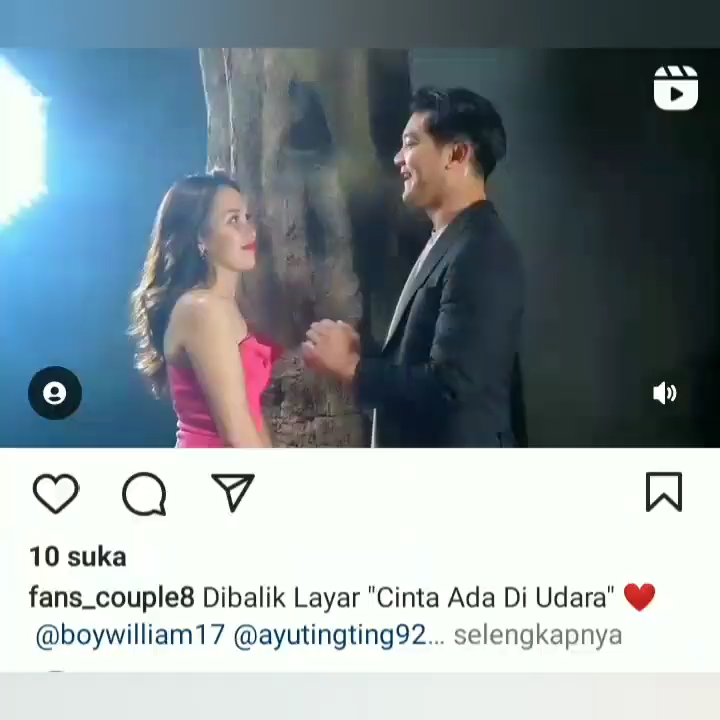 10 suka
fans_couple8 Dibalik Layar "Cinta Ada Di Udara" ❤️
@boywilliam17 @ayutingting92... selengkapnya